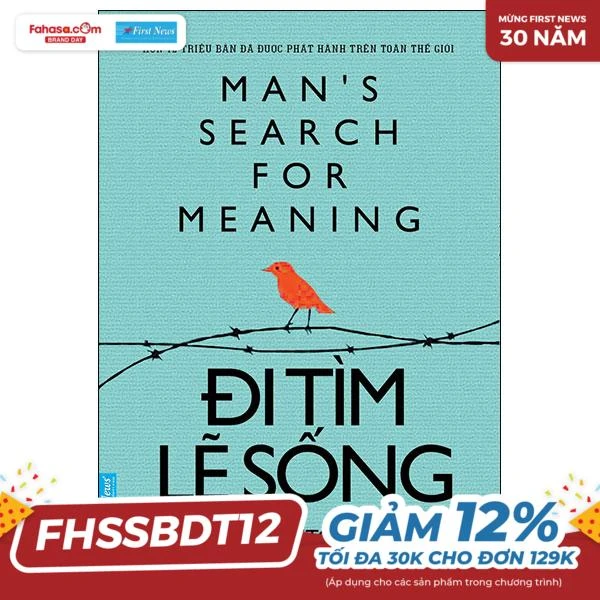 Fahasa.com
BRAND DAY
First News
MỪNG FIRST NEWS
30 NĂM
TRIỆU BẢN ĐÃ ĐƯỢC PHÁT HÀNH TRÊN TOÀN THẾ GIỚI
MAN'S
SEARCH
FOR
MEANING
ĐI TÌM
LẼ SỐNG
News
FHSSBDT12
GIẢM 12%
TỐI ĐA 30K CHO ĐƠN 129K
(Áp dụng cho các sản phẩm trong chương trình)